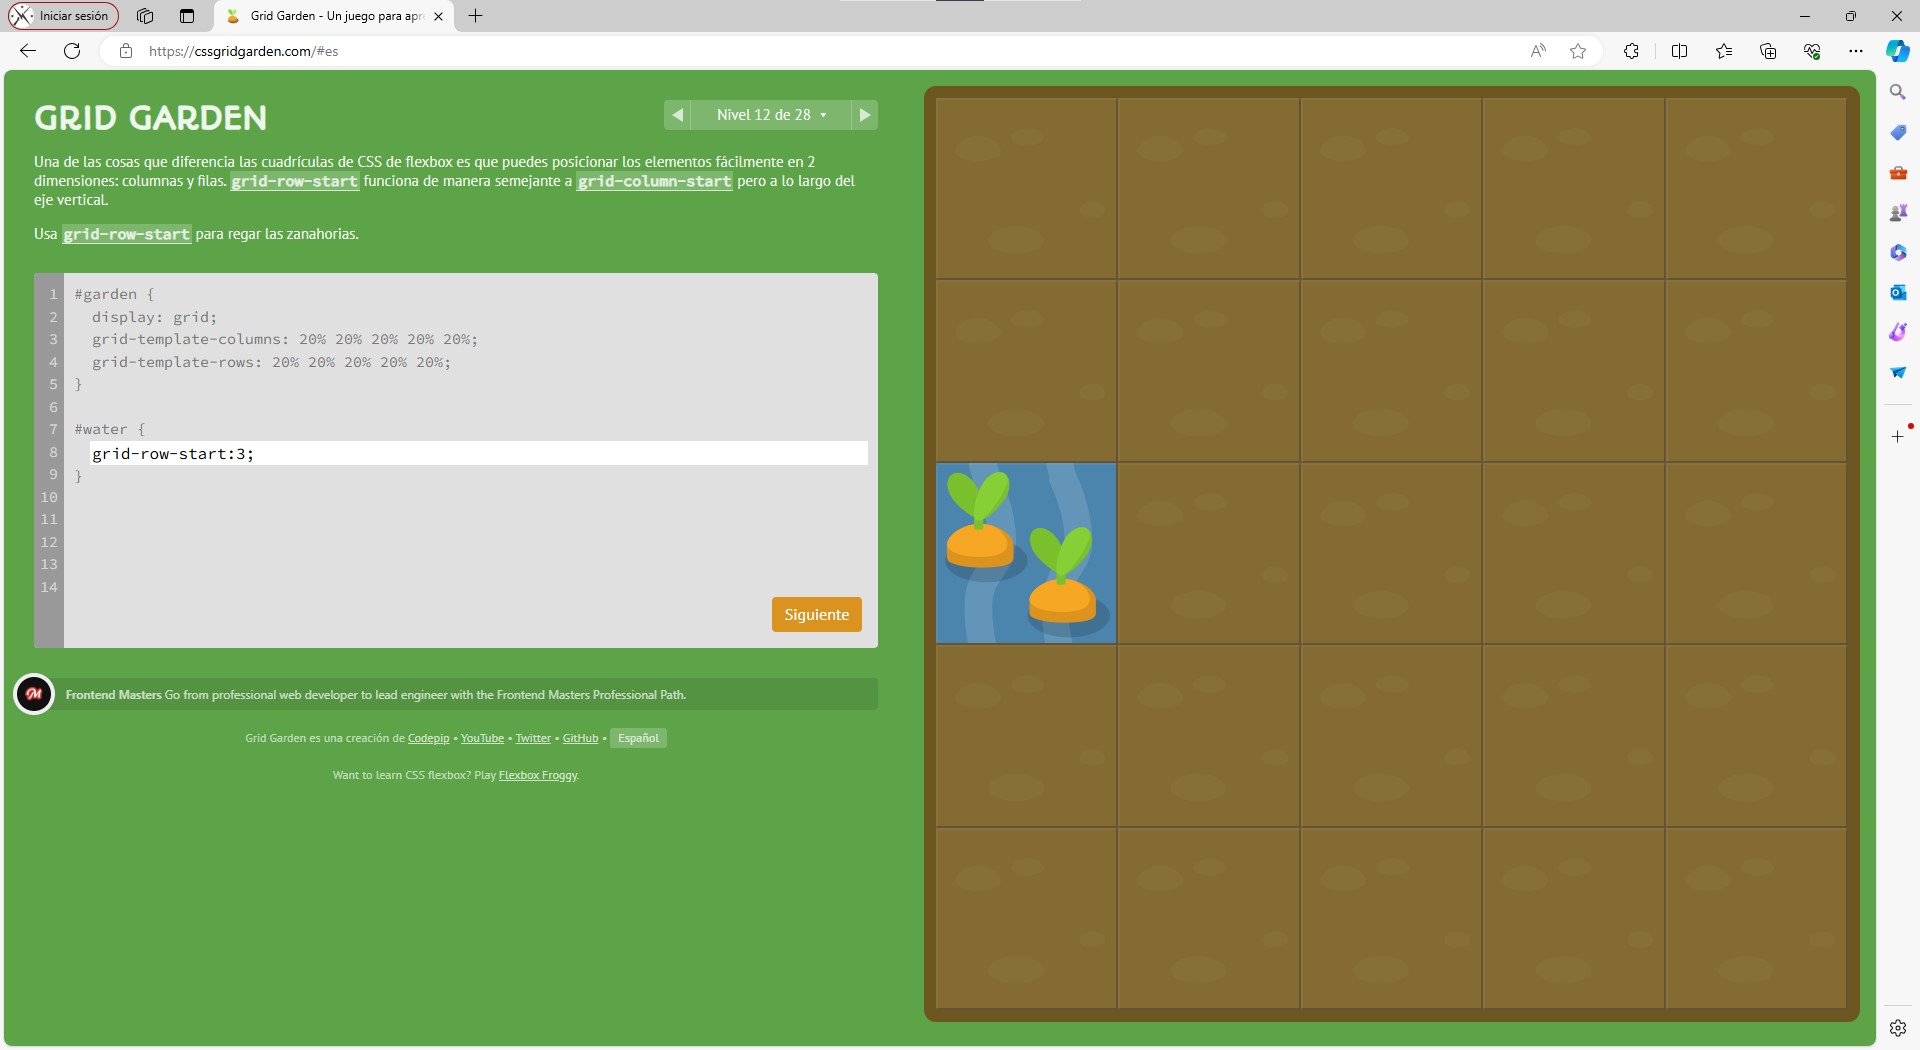 Iniciar sesión
Grid Garden - Un juego para apr
https://cssgridgarden.com/#es
GRID GARDEN
Nivel 12 de 28
Una de las cosas que diferencia las cuadrículas de CSS de flexbox es que puedes posicionar los elementos fácilmente en 2
dimensiones: columnas y filas. grid-row-start funciona de manera semejante a grid-column-start pero a lo largo del
eje vertical.
Usa grid-row-start para regar las zanahorias.
1 #garden {
2 display: grid;
3 grid-template-columns: 20% 20% 20% 20% 20%;
4 grid-template-rows: 20% 20% 20% 20% 20%;
5 }
6
7 #water {
8 grid-row-start:3;
9 }
10
11
12
13
14
Siguiente
Frontend Masters Go from professional web developer to lead engineer with the Frontend Masters Professional Path.
Grid Garden es una creación de Codepip • YouTube • Twitter • GitHub • Español
Want to learn CSS flexbox? Play Flexbox Froggy.